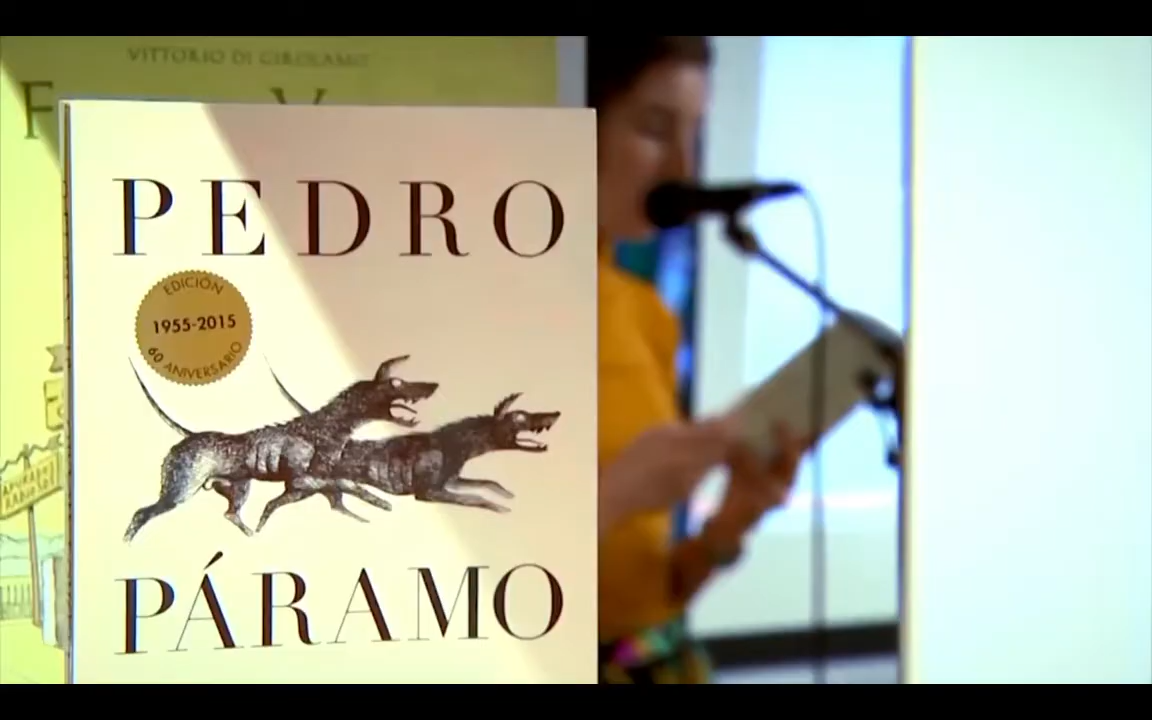 VITTORIO DI GIROLAMO
PEDRO
EDICIÓN
1955-2015
60 ANIVERSARIO
PÁRAMO